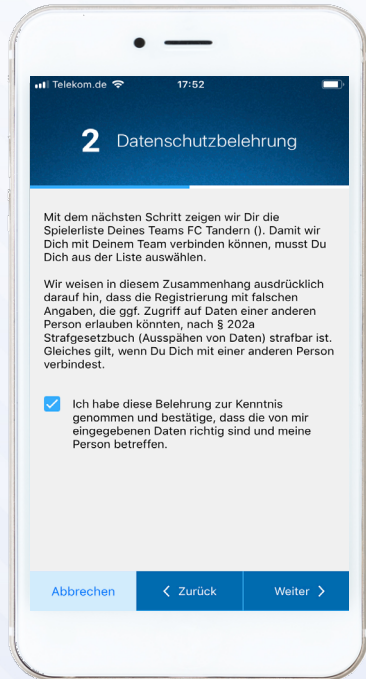 Telekom.de 17:52
2 Datenschutzbelehrung
Mit dem nächsten Schritt zeigen wir Dir die
Spielerliste Deines Teams FC Tandern (). Damit wir
Dich mit Deinem Team verbinden können, musst Du
Dich aus der Liste auswählen.
Wir weisen in diesem Zusammenhang ausdrücklich
darauf hin, dass die Registrierung mit falschen
Angaben, die ggf. Zugriff auf Daten einer anderen
Person erlauben könnten, nach § 202a
Strafgesetzbuch (Ausspähen von Daten) strafbar ist.
Gleiches gilt, wenn Du Dich mit einer anderen Person
verbindest.
Ich habe diese Belehrung zur Kenntnis
genommen und bestätige, dass die von mir
eingegebenen Daten richtig sind und meine
Person betreffen.
Abbrechen Zurück Weiter